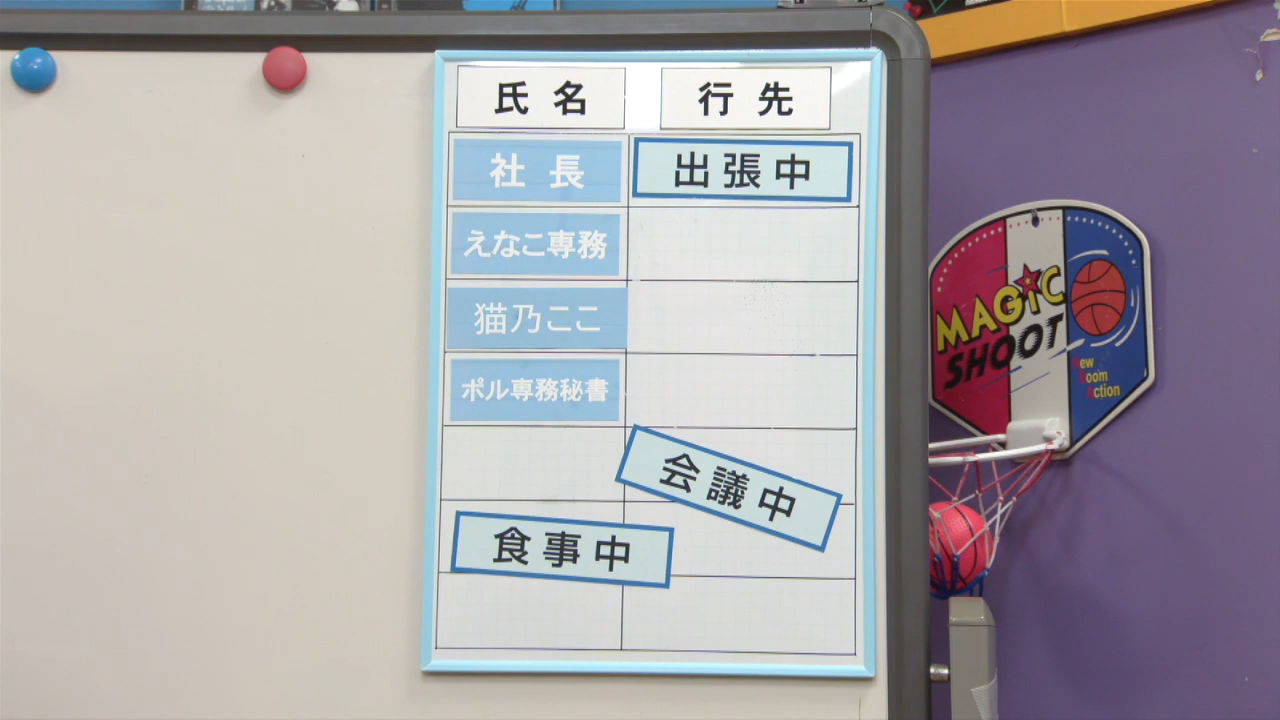 氏名 行先
社長 出張中
えなこ専務
猫乃ここ
ポル専務秘書
会議中
食事中
MAGIC
SHOOT
New
Room
Action